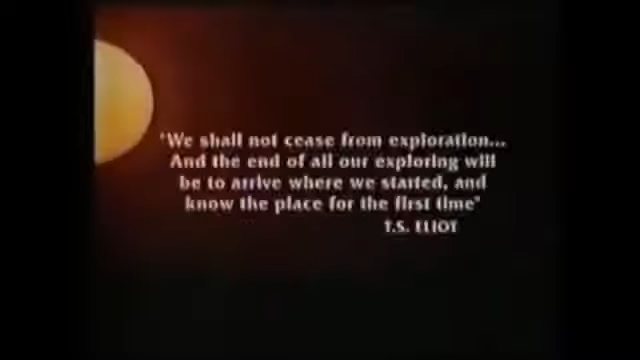 "We shall not cease from exploration...
And the end of all our exploring will
be to arrive where we started, and
know the place for the first time"
T.S. ELIOT